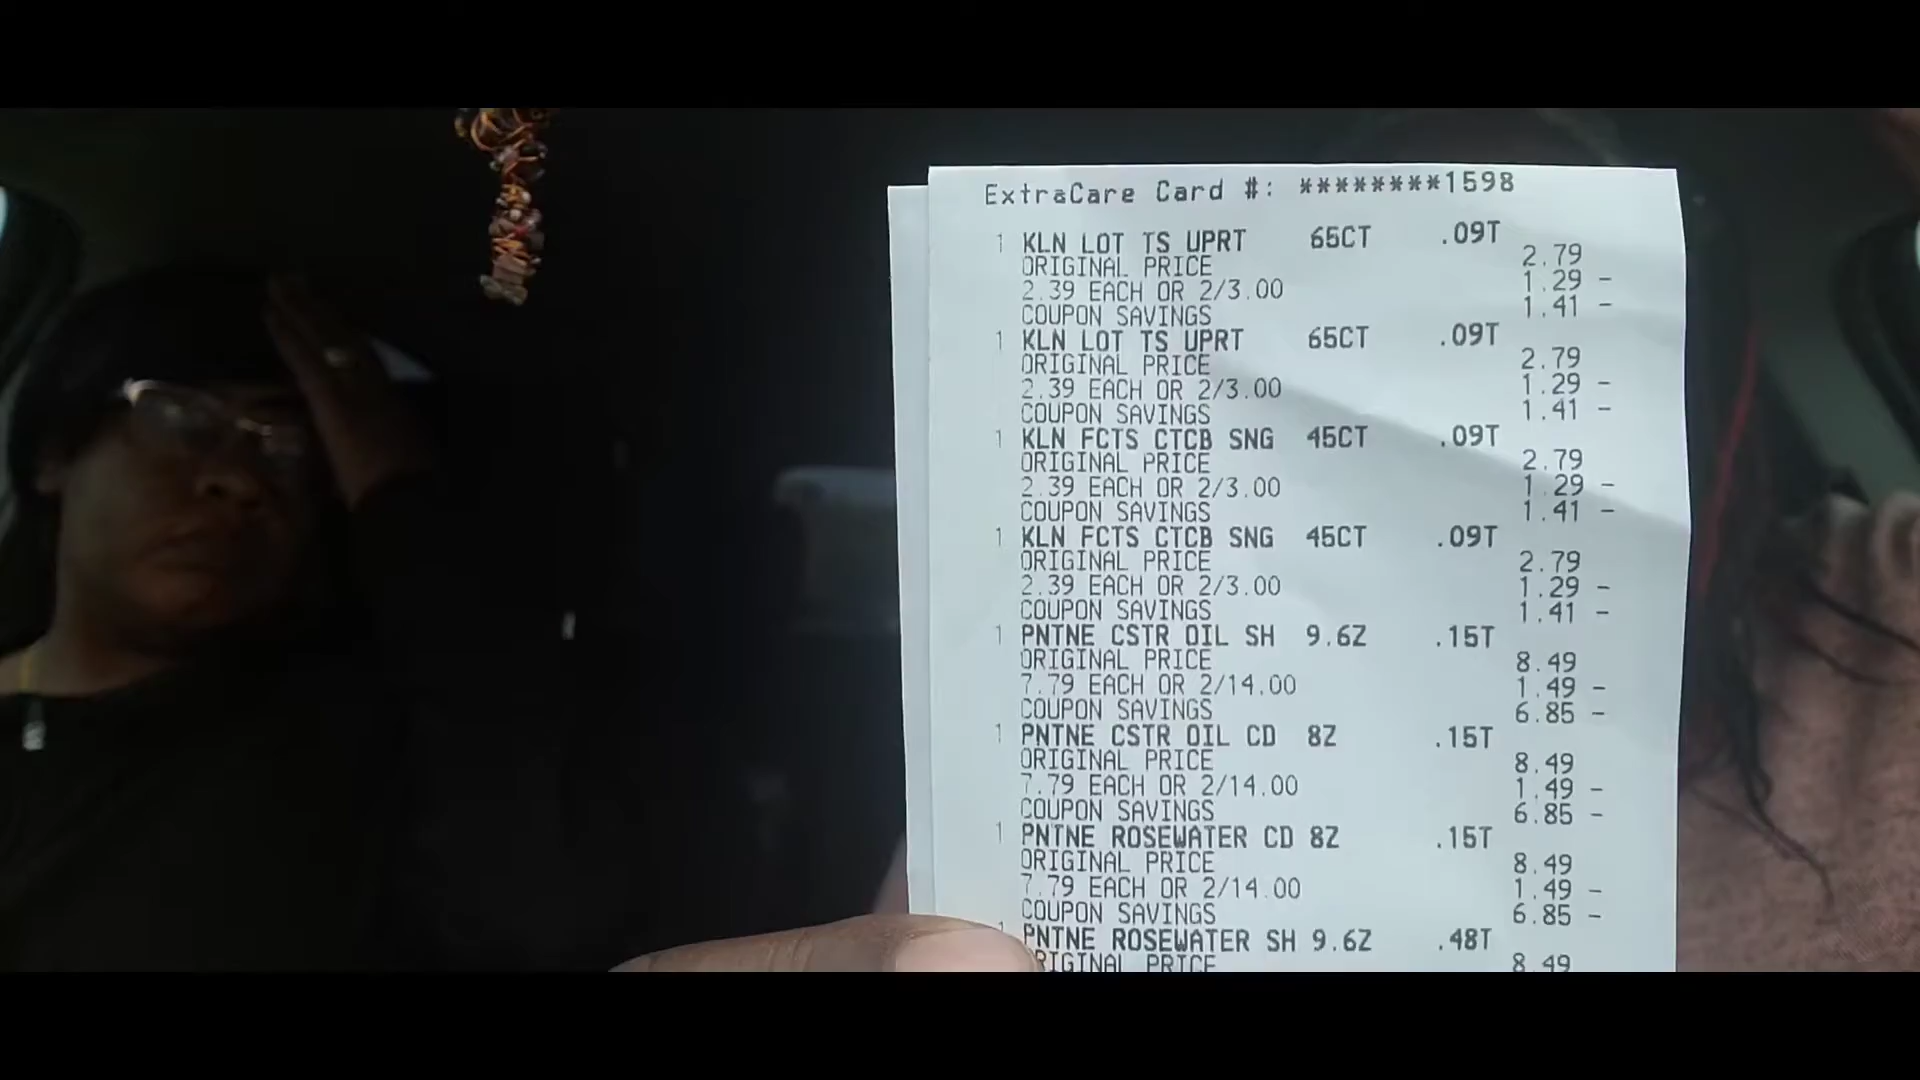 ExtraCare Card #: ********1598
1 KLN LOT TS UPRT 65CT .09T
ORIGINAL PRICE 2.79
2.39 EACH OR 2/3.00 1.29 -
COUPON SAVINGS 1.41 -
1 KLN LOT TS UPRT 65CT .09T
ORIGINAL PRICE 2.79
2.39 EACH OR 2/3.00 1.29 -
COUPON SAVINGS 1.41 -
1 KLN FCTS CTCB SNG 45CT .09T
ORIGINAL PRICE 2.79
2.39 EACH OR 2/3.00 1.29 -
COUPON SAVINGS 1.41 -
1 KLN FCTS CTCB SNG 45CT .09T
ORIGINAL PRICE 2.79
2.39 EACH OR 2/3.00 1.29 -
COUPON SAVINGS 1.41 -
1 PNTNE CSTR OIL SH 9.6Z .15T
ORIGINAL PRICE 8.49
7.79 EACH OR 2/14.00 1.49 -
COUPON SAVINGS 6.85 -
1 PNTNE CSTR OIL CD 8Z .15T
ORIGINAL PRICE 8.49
7.79 EACH OR 2/14.00 1.49 -
COUPON SAVINGS 6.85 -
1 PNTNE ROSEWATER CD 8Z .15T
ORIGINAL PRICE 8.49
7.79 EACH OR 2/14.00 1.49 -
COUPON SAVINGS 6.85 -
1 PNTNE ROSEWATER SH 9.6Z .48T
ORIGINAL PRICE 8.49